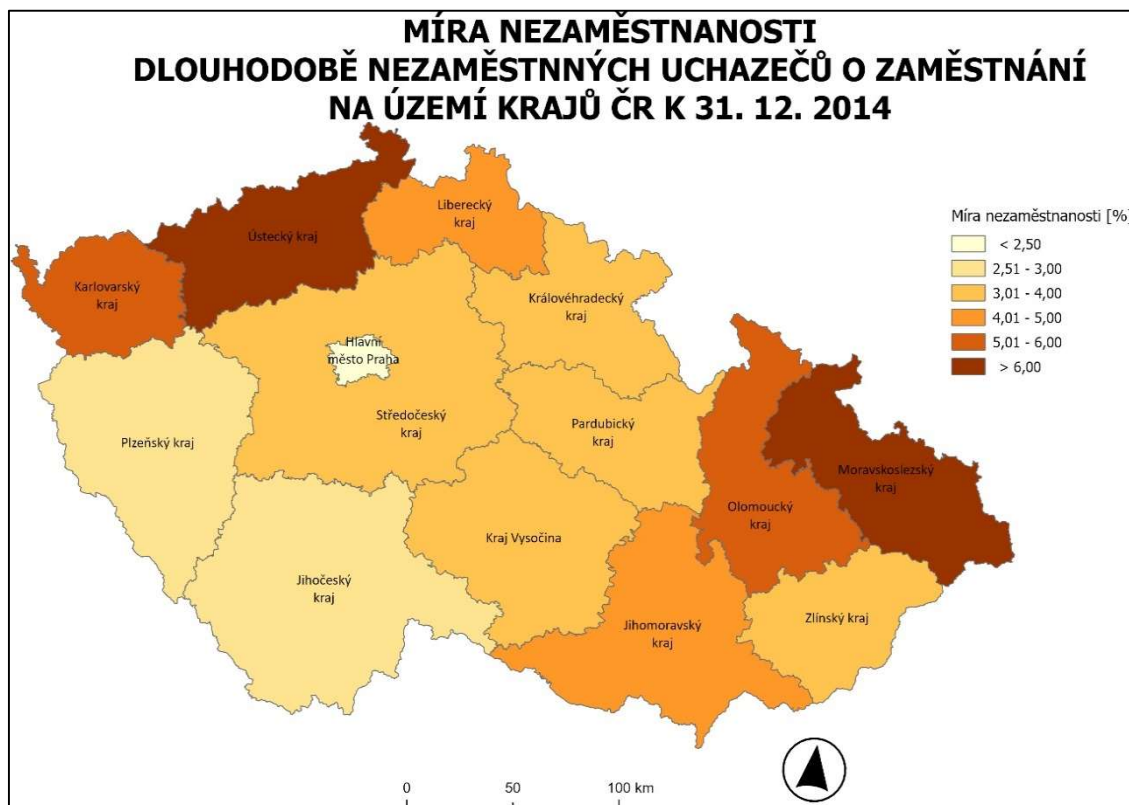 MÍRA NEZAMĚSTNANOSTI
DLOUHODOBĚ NEZAMĚSTNNÝCH UCHAZEČŮ O ZAMĚSTNÁNÍ
NA ÚZEMÍ KRAJŮ ČR K 31. 12. 2014
Liberecký
kraj
Ústecký kraj
Karlovarský
kraj
Královéhradecký
kraj
Hlavní
město Praha
Středočeský
kraj
Pardubický
kraj
Plzeňský kraj
Moravskoslezský
kraj
Olomoucký
kraj
Kraj Vysočina
Jihočeský
kraj
Jihomoravský
kraj
Zlínský kraj
Míra nezaměstnanosti [%]
< 2,50
2,51 - 3,00
3,01 - 4,00
4,01 - 5,00
5,01 - 6,00
> 6,00
0 50 100 km